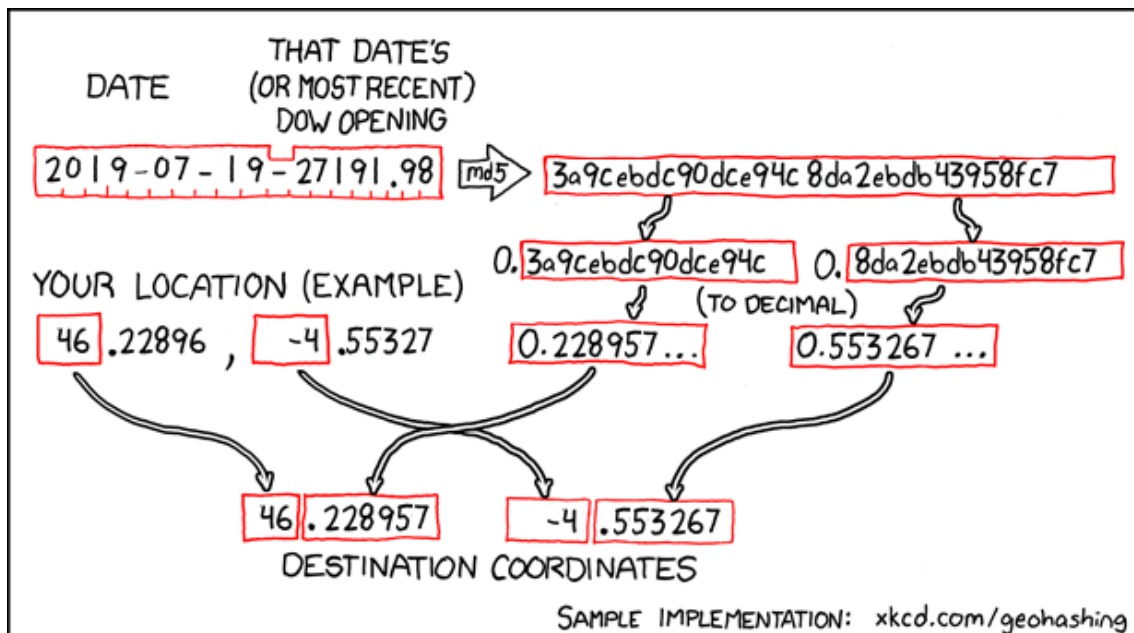 DATE
THAT DATE'S
(OR MOST RECENT)
DOW OPENING
2019-07-19-27191.98
md5
3a9cebdc90dce94c8da2ebdb43958fc7
0.3a9cebdc90dce94c
0.8da2ebdb43958fc7
YOUR LOCATION (EXAMPLE)
(TO DECIMAL)
46.22896, -4.55327
0.228957...
0.553267...
46.228957
-4.553267
DESTINATION COORDINATES
SAMPLE IMPLEMENTATION: xkcd.com/geohashing